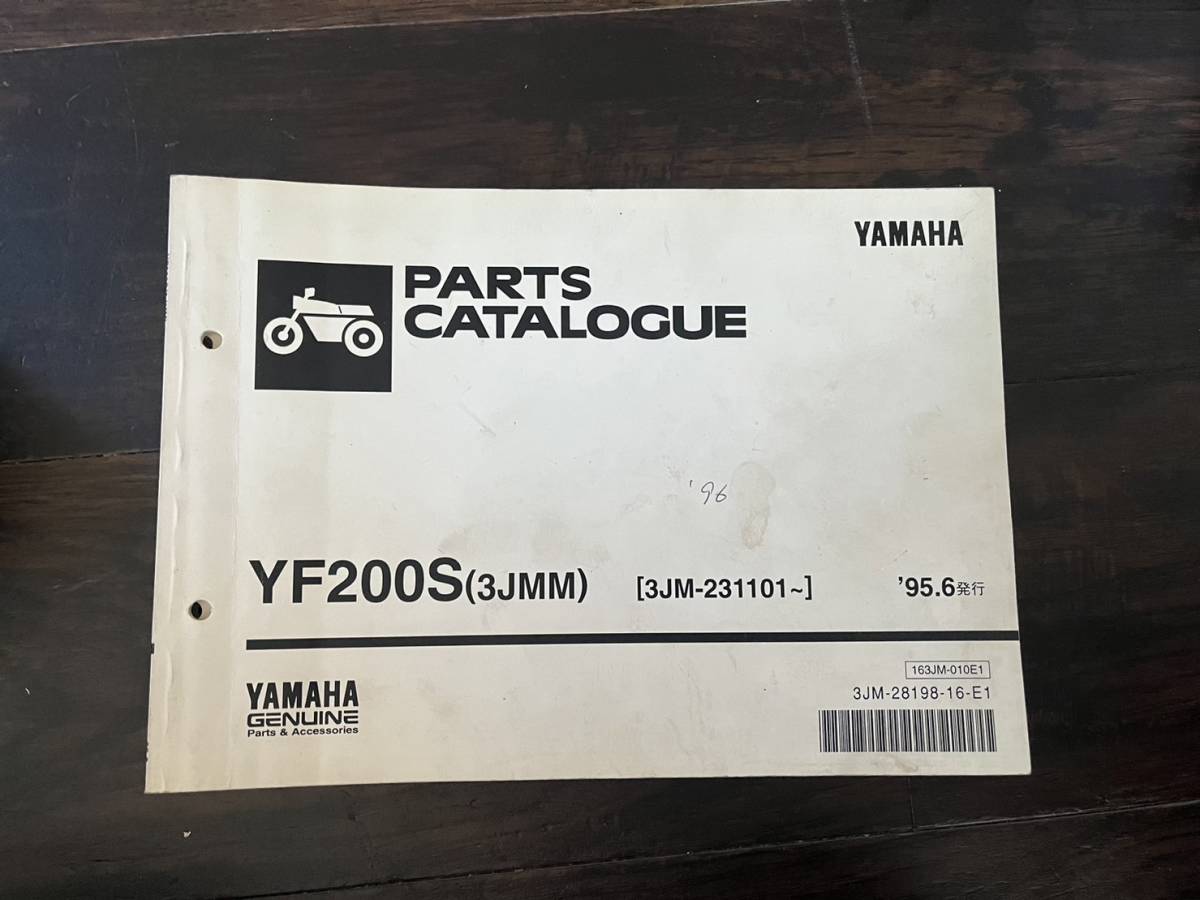 YAMAHA
PARTS
CATALOGUE
'96
YF200S(3JMM) [3JM-231101~] '95.6発行
163JM-010E1
3JM-28198-16-E1
YAMAHA
GENUINE
Parts & Accessories